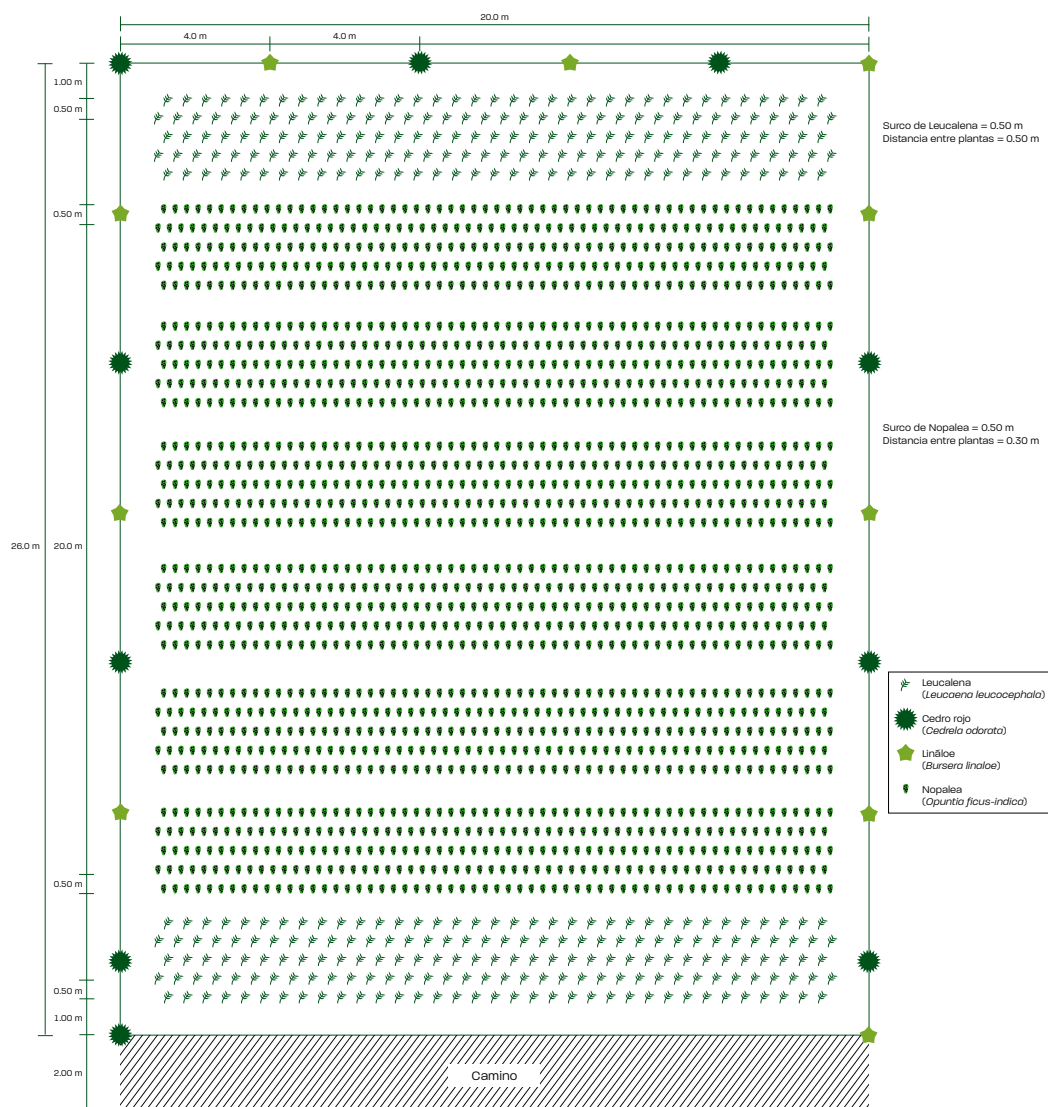 20.0 m
4.0 m
4.0 m
1.00 m
0.50 m
Surco de Leucalena = 0.50 m
Distancia entre plantas = 0.50 m
0.50 m
Surco de Nopalea = 0.50 m
Distancia entre plantas = 0.30 m
26.0 m
20.0 m
Leucalena
(Leucaena leucocephala)
Cedro rojo
(Cedrela odorata)
Lináloe
(Bursera linaloe)
Nopalea
(Opuntia ficus-indica)
0.50 m
0.50 m
1.00 m
2.00 m
Camino